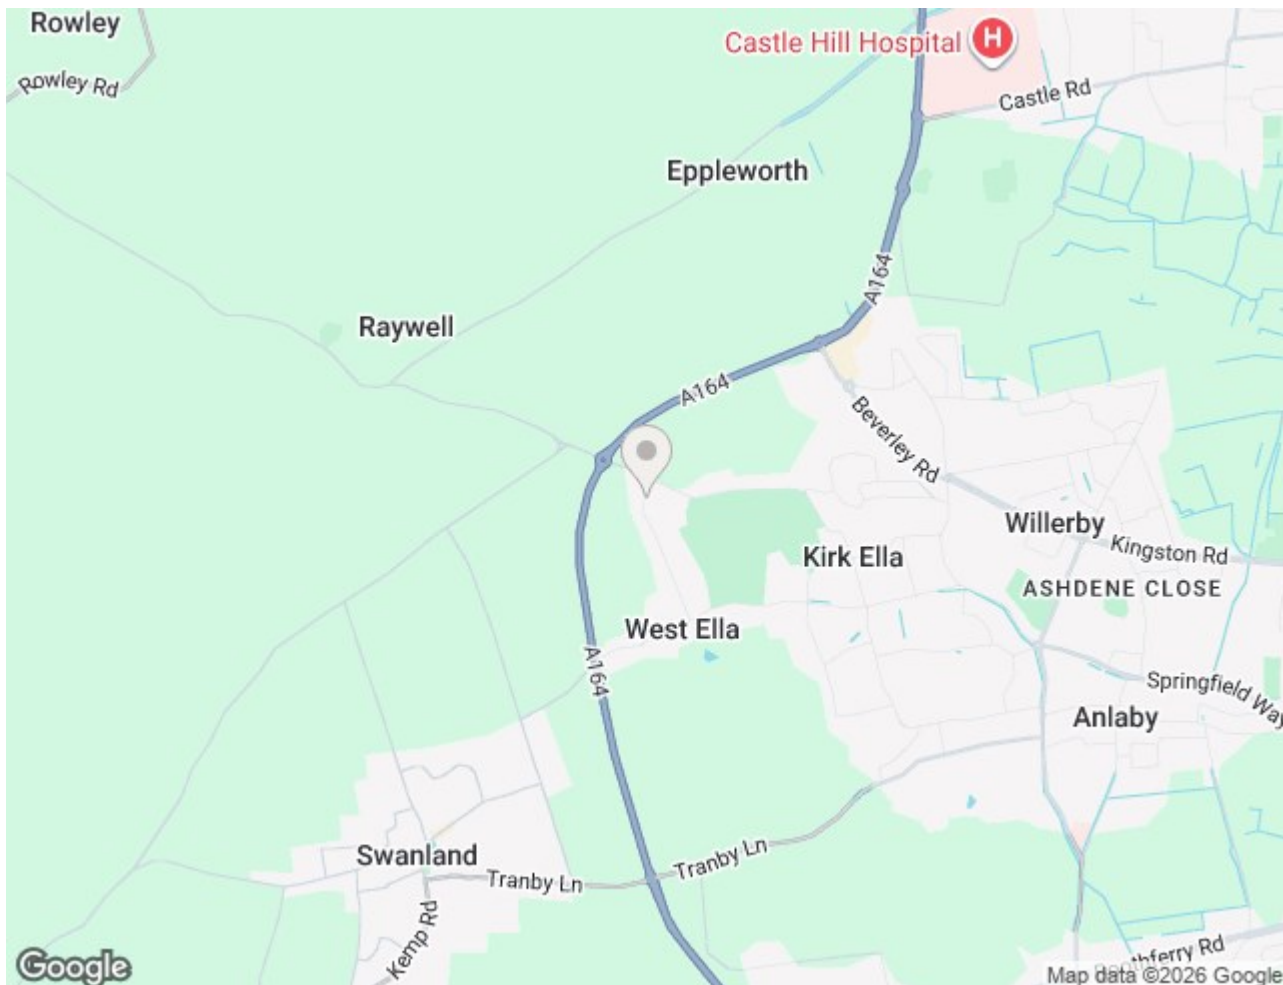 Rowley
Castle Hill Hospital
H
Rowley Rd
Castle Rd
Eppleworth
A164
Raywell
A164
Beverley Rd
Willerby
Kingston Rd
Kirk Ella
ASHDENE CLOSE
West Ella
A164
Springfield Way
Anlaby
Swanland
Tranby Ln
Tranby Ln
Kemp Rd
thferry Rd
Google
Map data ©2026 Google